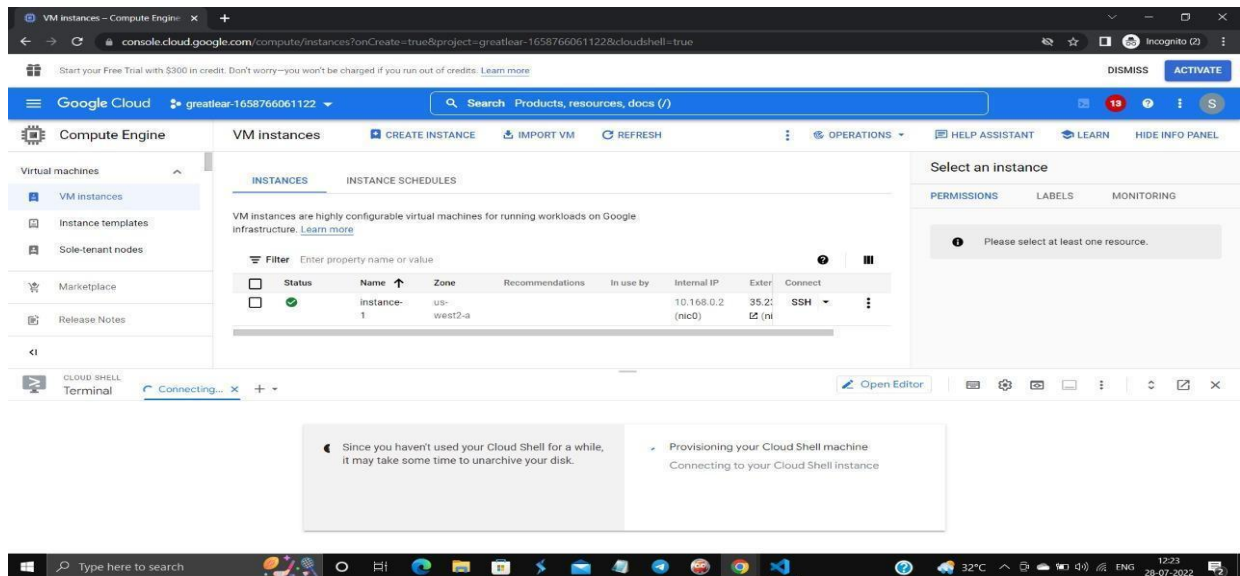 VM instances – Compute Engine
console.cloud.google.com/compute/instances?onCreate=true&project=greatlear-1658766061122&cloudshell=true
Incognito (2)
Start your Free Trial with $300 in credit. Don't worry—you won't be charged if you run out of credits. Learn more
DISMISS
ACTIVATE
Google Cloud
greatlear-1658766061122
Search Products, resources, docs (/)
13
S
Compute Engine
VM instances
CREATE INSTANCE
IMPORT VM
REFRESH
OPERATIONS
HELP ASSISTANT
LEARN
HIDE INFO PANEL
Virtual machines
VM instances
Instance templates
Sole-tenant nodes
Marketplace
Release Notes
INSTANCES
INSTANCE SCHEDULES
VM instances are highly configurable virtual machines for running workloads on Google
infrastructure. Learn more
Filter Enter property name or value
Status Name Zone Recommendations In use by Internal IP Exter Connect
instance- us- 10.168.0.2 35.23 SSH
1 west2-a (nic0) (ni
Select an instance
PERMISSIONS
LABELS
MONITORING
Please select at least one resource.
CLOUD SHELL
Terminal
Connecting...
Open Editor
Since you haven't used your Cloud Shell for a while,
it may take some time to unarchive your disk.
Provisioning your Cloud Shell machine
Connecting to your Cloud Shell instance
Type here to search
32°C
ENG
12:23
28-07-2022